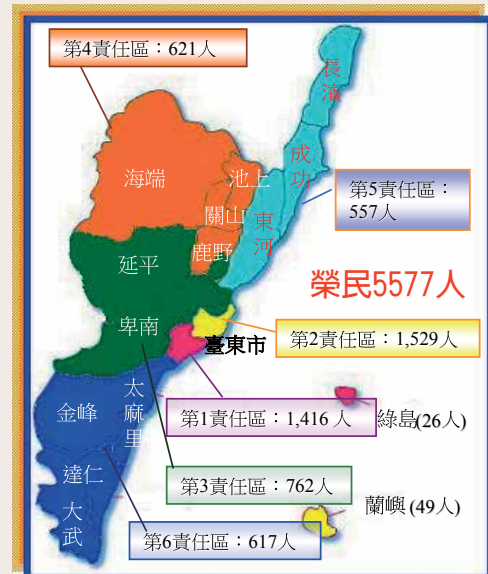 第4責任區：621人
長濱
成功
海端
池上
第5責任區：
557人
關山
東河
鹿野
延平
榮民5577人
卑南
第2責任區：1,529人
臺東市
太麻里
金峰
第1責任區：1,416 人
綠島(26人)
達仁
第3責任區：762人
大武
蘭嶼 (49人)
第6責任區：617人